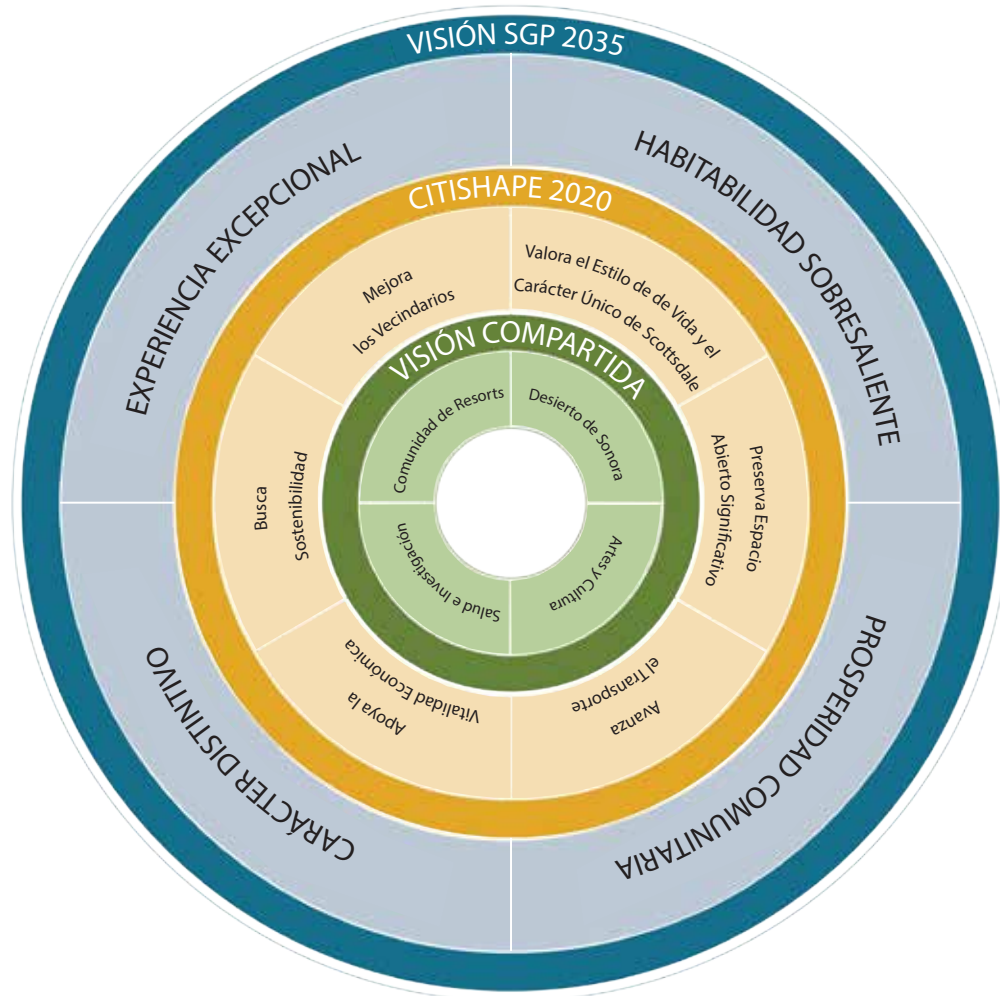 VISIÓN SGP 2035
EXPERIENCIA EXCEPCIONAL
HABITABILIDAD SOBRESALIENTE
PROSPERIDAD COMUNITARIA
CARÁCTER DISTINTIVO
CITISHAPE 2020
Mejora
los Vecindarios
Valora el Estilo de de Vida y el
Carácter Único de Scottsdale
Preserva Espacio
Abierto Significativo
Avanza
el Transporte
Apoya la
Vitalidad Económica
Busca
Sostenibilidad
VISIÓN COMPARTIDA
Comunidad de Resorts
Desierto de Sonora
Artes y Cultura
Salud e Investigación